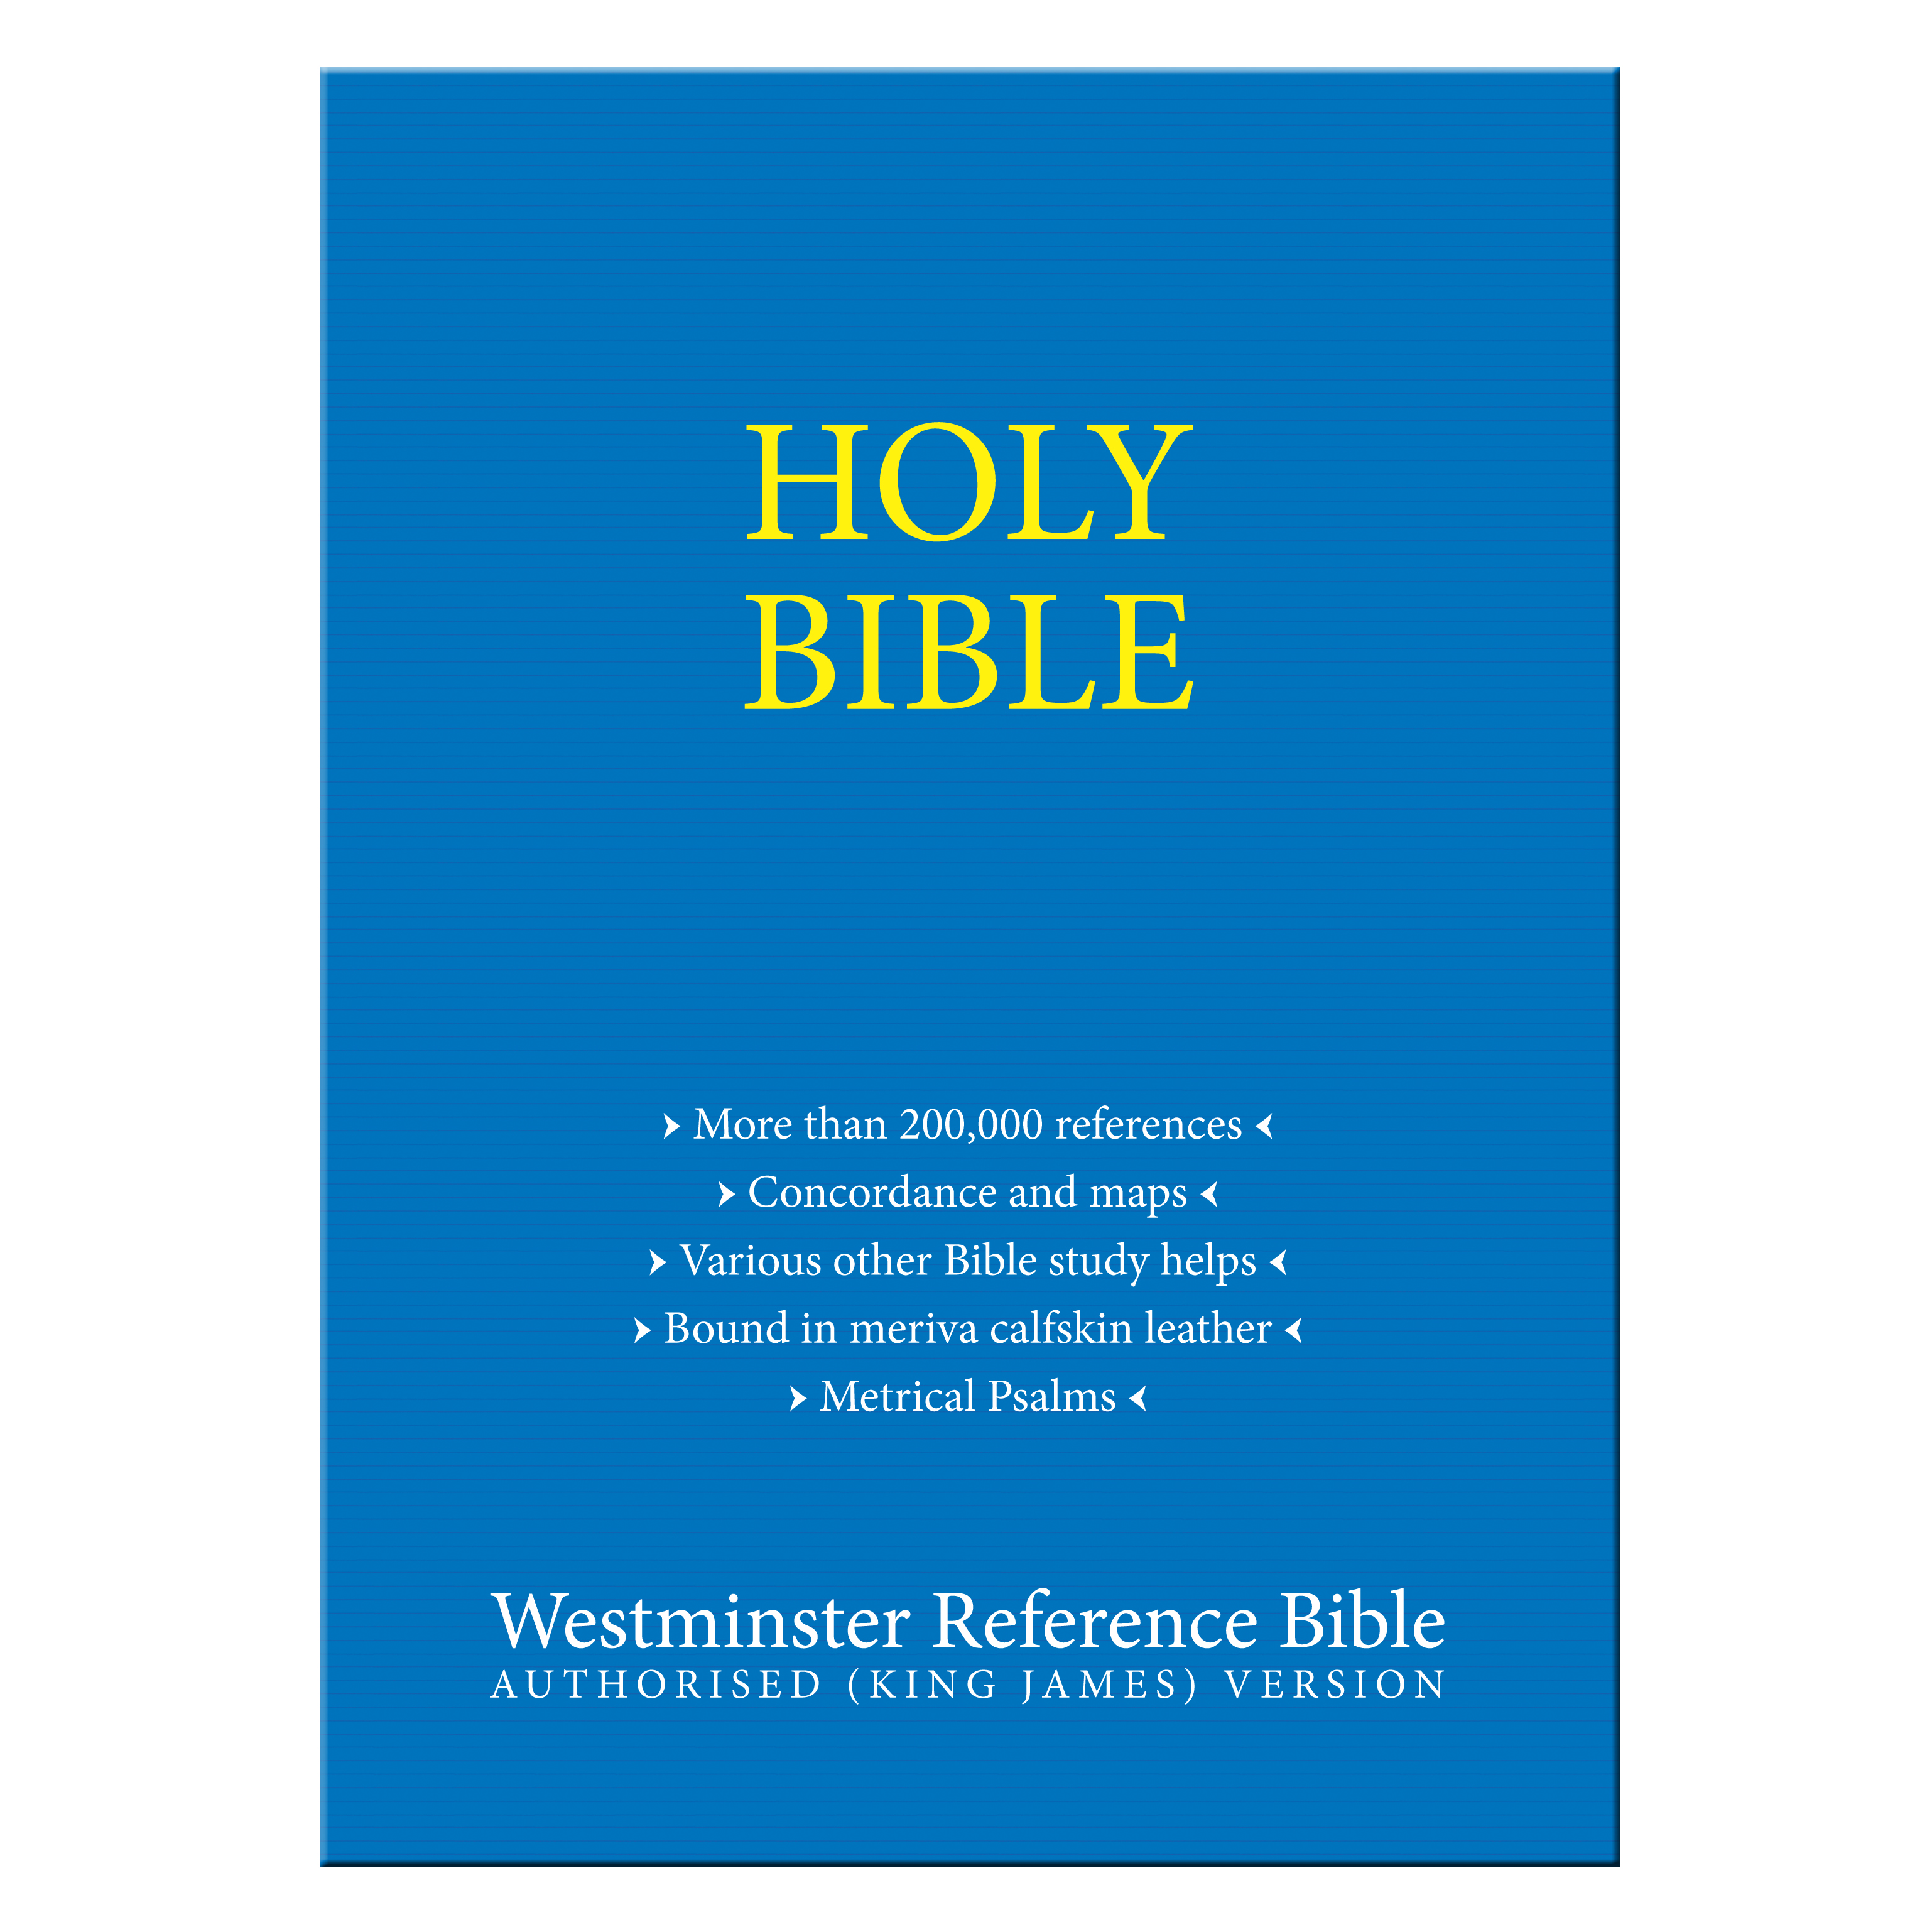 HOLY
BIBLE
➤ More than 200,000 references ➤
➤ Concordance and maps ➤
➤ Various other Bible study helps ➤
➤ Bound in meriva calfskin leather ➤
➤ Metrical Psalms ➤
Westminster Reference Bible
AUTHORISED (KING JAMES) VERSION